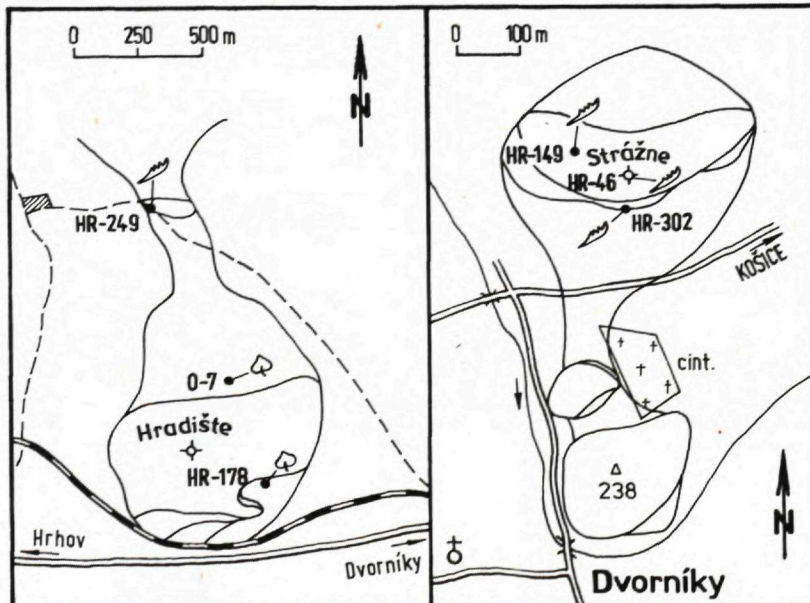 0 250 500 m
N
HR-249
0-7
Hradište
HR-178
Hrhov
Dvorníky
0 100 m
HR-149
Strážne
HR-46
HR-302
KOŠICE
cint.
238
N
Dvorníky